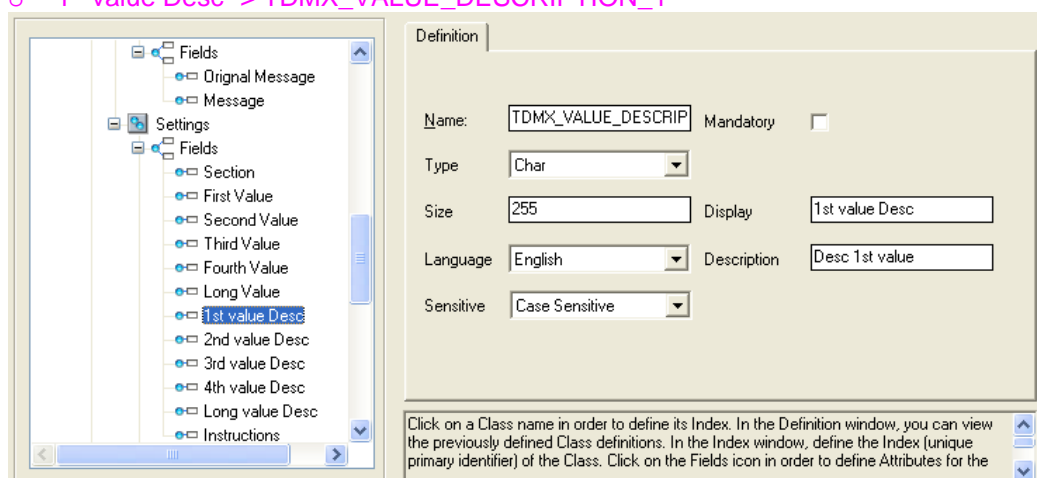 1st value Desc -> TDMX_VALUE_DESCRIPTION_1
Definition
Fields
Orignal Message
Message
Settings
Fields
Section
First Value
Second Value
Third Value
Fourth Value
Long Value
1st value Desc
2nd value Desc
3rd value Desc
4th value Desc
Long value Desc
Instructions
Name: TDMX_VALUE_DESCRIP Mandatory
Type Char
Size 255 Display 1st value Desc
Language English Description Desc 1st value
Sensitive Case Sensitive
Click on a Class name in order to define its Index. In the Definition window, you can view
the previously defined Class definitions. In the Index window, define the Index (unique
primary identifier) of the Class. Click on the Fields icon in order to define Attributes for the